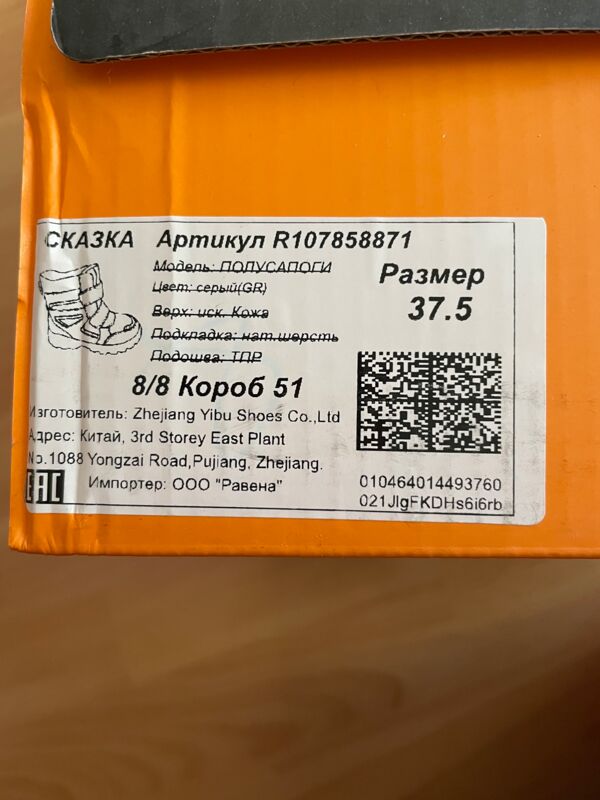 СКАЗКА Артикул R107858871
Модель: ПОЛУСАПОГИ
Цвет: серый(GR)
Верх: иск. Кожа
Подкладка: нат.шерсть
Подошва: ТПР
Размер
37.5
8/8 Короб 51
Изготовитель: Zhejiang Yibu Shoes Co.,Ltd
Адрес: Китай, 3rd Storey East Plant
No.1088 Yongzai Road,Pujiang, Zhejiang.
EAC Импортер: ООО "Равена"
010464014493760
021JIgFKDHs6i6rb